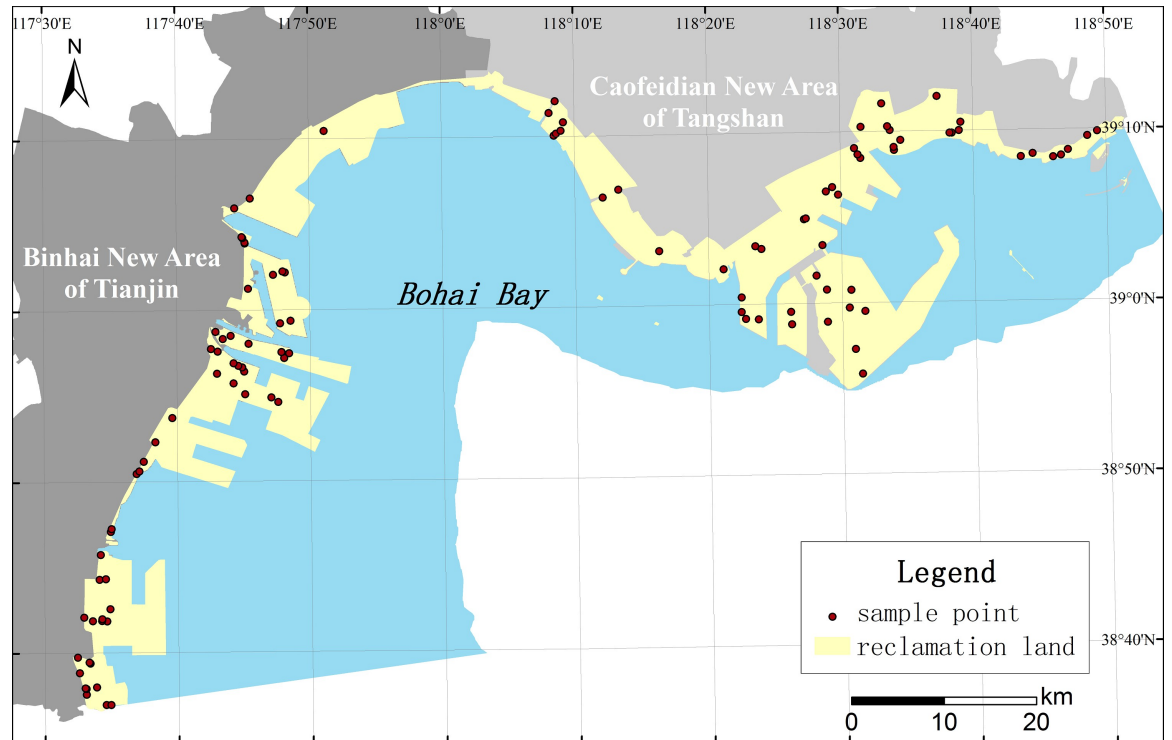 117°30'E 117°40'E 117°50'E 118°0'E 118°10'E 118°20'E 118°30'E 118°40'E 118°50'E
N
Caofeidian New Area
of Tangshan
39°10'N
Binhai New Area
of Tianjin
Bohai Bay
39°0'N
38°50'N
Legend
sample point
38°40'N
reclamation land
km
0 10 20